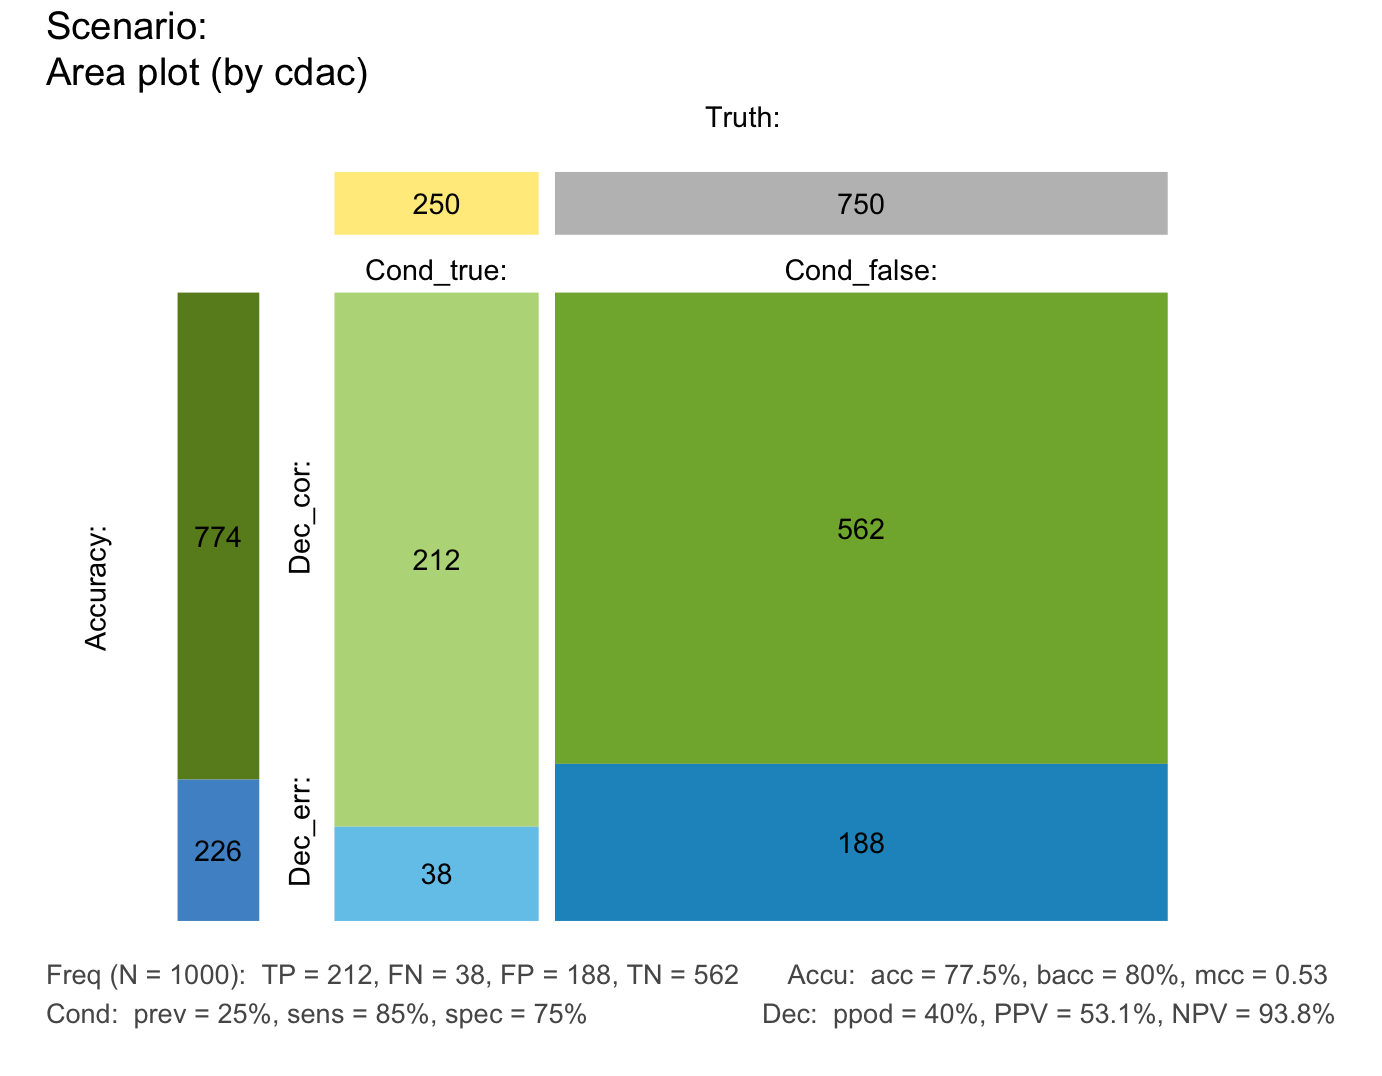 Scenario:
Area plot (by cdac)
Truth:
250
750
Cond_true:
Cond_false:
Accuracy:
774
226
Dec_cor:
Dec_err:
212
562
38
188
Freq (N = 1000):  TP = 212, FN = 38, FP = 188, TN = 562
Accu:  acc = 77.5%, bacc = 80%, mcc = 0.53
Cond:  prev = 25%, sens = 85%, spec = 75%
Dec:  ppod = 40%, PPV = 53.1%, NPV = 93.8%